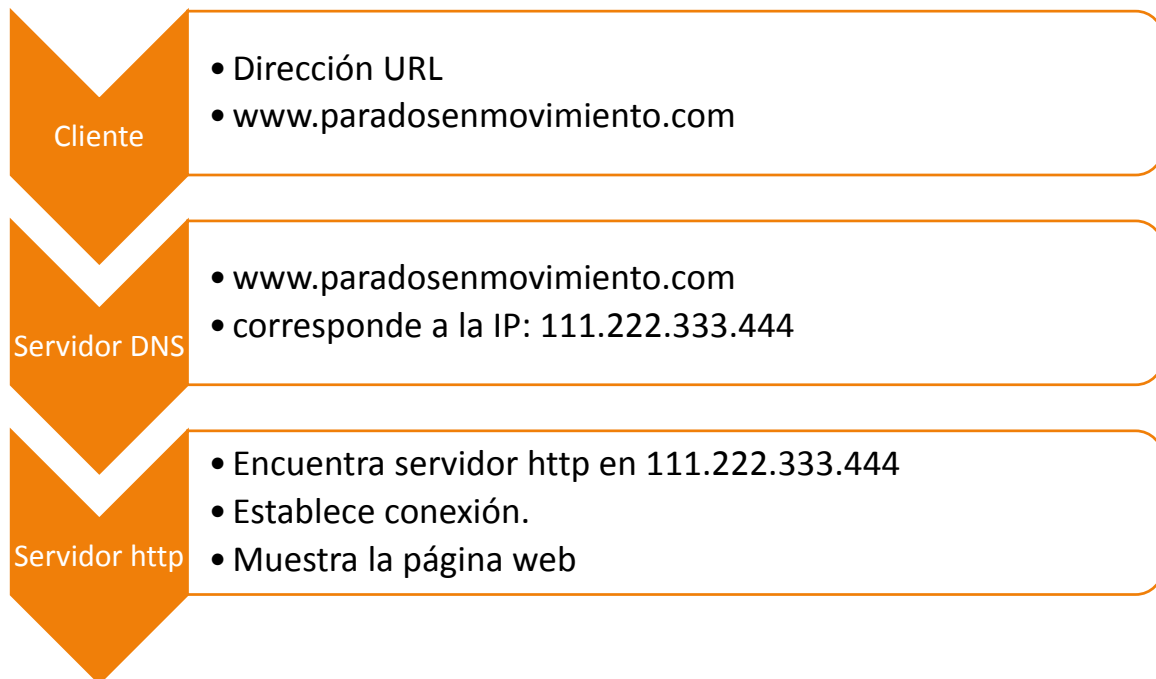 Cliente
• Dirección URL
• www.paradosenmovimiento.com
Servidor DNS
• www.paradosenmovimiento.com
• corresponde a la IP: 111.222.333.444
Servidor http
• Encuentra servidor http en 111.222.333.444
• Establece conexión.
• Muestra la página web